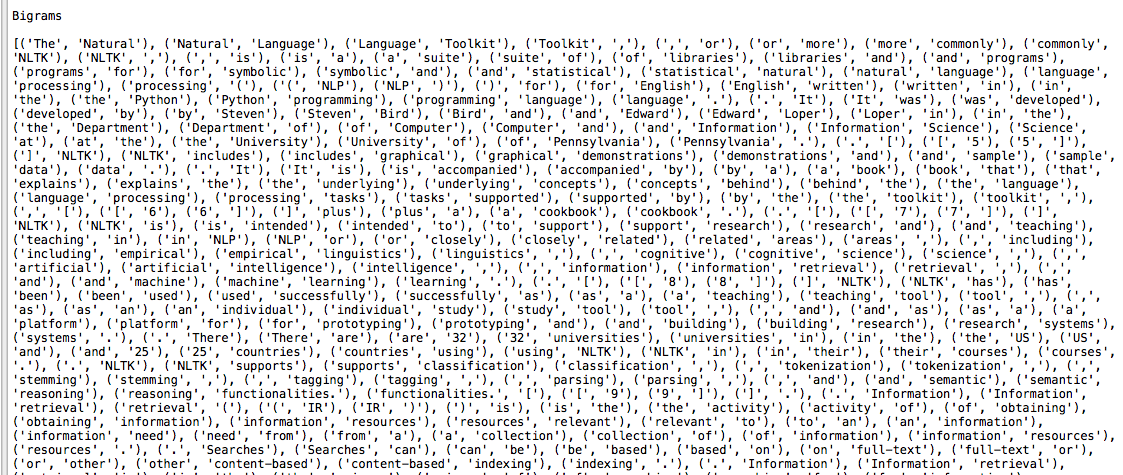 Bigrams
[('The', 'Natural'), ('Natural', 'Language'), ('Language', 'Toolkit'), ('Toolkit', ','), (',', 'or'), ('or', 'more'), ('more', 'commonly'), ('commonly',
'NLTK'), ('NLTK', ','), (',', 'is'), ('is', 'a'), ('a', 'suite'), ('suite', 'of'), ('of', 'libraries'), ('libraries', 'and'), ('and', 'programs'),
('programs', 'for'), ('for', 'symbolic'), ('symbolic', 'and'), ('and', 'statistical'), ('statistical', 'natural'), ('natural', 'language'), ('language',
'processing'), ('processing', '('), ('(', 'NLP'), ('NLP', ')'), (')', 'for'), ('for', 'English'), ('English', 'written'), ('written', 'in'), ('in',
'the'), ('the', 'Python'), ('Python', 'programming'), ('programming', 'language'), ('language', '.'), ('.', 'It'), ('It', 'was'), ('was', 'developed'),
('developed', 'by'), ('by', 'Steven'), ('Steven', 'Bird'), ('Bird', 'and'), ('and', 'Edward'), ('Edward', 'Loper'), ('Loper', 'in'), ('in', 'the'),
('the', 'Department'), ('Department', 'of'), ('of', 'Computer'), ('Computer', 'and'), ('and', 'Information'), ('Information', 'Science'), ('Science',
'at'), ('at', 'the'), ('the', 'University'), ('University', 'of'), ('of', 'Pennsylvania'), ('Pennsylvania', '.'), ('.', '['), ('[', '5'), ('5', ']'),
(']', 'NLTK'), ('NLTK', 'includes'), ('includes', 'graphical'), ('graphical', 'demonstrations'), ('demonstrations', 'and'), ('and', 'sample'), ('sample',
'data'), ('data', '.'), ('.', 'It'), ('It', 'is'), ('is', 'accompanied'), ('accompanied', 'by'), ('by', 'a'), ('a', 'book'), ('book', 'that'), ('that',
'explains'), ('explains', 'the'), ('the', 'underlying'), ('underlying', 'concepts'), ('concepts', 'behind'), ('behind', 'the'), ('the', 'language'),
('language', 'processing'), ('processing', 'tasks'), ('tasks', 'supported'), ('supported', 'by'), ('by', 'the'), ('the', 'toolkit'), ('toolkit', ','),
(',', '['), ('[', '6'), ('6', ']'), (']', 'plus'), ('plus', 'a'), ('a', 'cookbook'), ('cookbook', '.'), ('.', '['), ('[', '7'), ('7', ']'), (']',
'NLTK'), ('NLTK', 'is'), ('is', 'intended'), ('intended', 'to'), ('to', 'support'), ('support', 'research'), ('research', 'and'), ('and', 'teaching'),
('teaching', 'in'), ('in', 'NLP'), ('NLP', 'or'), ('or', 'closely'), ('closely', 'related'), ('related', 'areas'), ('areas', ','), (',', 'including'),
('including', 'empirical'), ('empirical', 'linguistics'), ('linguistics', ','), (',', 'cognitive'), ('cognitive', 'science'), ('science', ','), (',',
'artificial'), ('artificial', 'intelligence'), ('intelligence', ','), (',', 'information'), ('information', 'retrieval'), ('retrieval', ','), (',',
'and'), ('and', 'machine'), ('machine', 'learning'), ('learning', '.'), ('.', '['), ('[', '8'), ('8', ']'), (']', 'NLTK'), ('NLTK', 'has'), ('has',
'been'), ('been', 'used'), ('used', 'successfully'), ('successfully', 'as'), ('as', 'a'), ('a', 'teaching'), ('teaching', 'tool'), ('tool', ','), (',',
'as'), ('as', 'an'), ('an', 'individual'), ('individual', 'study'), ('study', 'tool'), ('tool', ','), (',', 'and'), ('and', 'as'), ('as', 'a'), ('a',
'platform'), ('platform', 'for'), ('for', 'prototyping'), ('prototyping', 'and'), ('and', 'building'), ('building', 'research'), ('research', 'systems'),
('systems', '.'), ('.', 'There'), ('There', 'are'), ('are', '32'), ('32', 'universities'), ('universities', 'in'), ('in', 'the'), ('the', 'US'), ('US',
'and'), ('and', '25'), ('25', 'countries'), ('countries', 'using'), ('using', 'NLTK'), ('NLTK', 'in'), ('in', 'their'), ('their', 'courses'), ('courses',
'.'), ('.', 'NLTK'), ('NLTK', 'supports'), ('supports', 'classification'), ('classification', ','), (',', 'tokenization'), ('tokenization', ','), (',',
'stemming'), ('stemming', ','), (',', 'tagging'), ('tagging', ','), (',', 'parsing'), ('parsing', ','), (',', 'and'), ('and', 'semantic'), ('semantic',
'reasoning'), ('reasoning', 'functionalities.'), ('functionalities.', '['), ('[', '9'), ('9', ']'), (']', '.'), ('.', 'Information'), ('Information',
'retrieval'), ('retrieval', '('), ('(', 'IR'), ('IR', ')'), (')', 'is'), ('is', 'the'), ('the', 'activity'), ('activity', 'of'), ('of', 'obtaining'),
('obtaining', 'information'), ('information', 'resources'), ('resources', 'relevant'), ('relevant', 'to'), ('to', 'an'), ('an', 'information'),
('information', 'need'), ('need', 'from'), ('from', 'a'), ('a', 'collection'), ('collection', 'of'), ('of', 'information'), ('information', 'resources'),
('resources', '.'), ('.', 'Searches'), ('Searches', 'can'), ('can', 'be'), ('be', 'based'), ('based', 'on'), ('on', 'full-text'), ('full-text', 'or'),
('or', 'other'), ('other', 'content-based'), ('content-based', 'indexing'), ('indexing', '.'), ('.', 'Information'), ('Information', 'retrieval'),